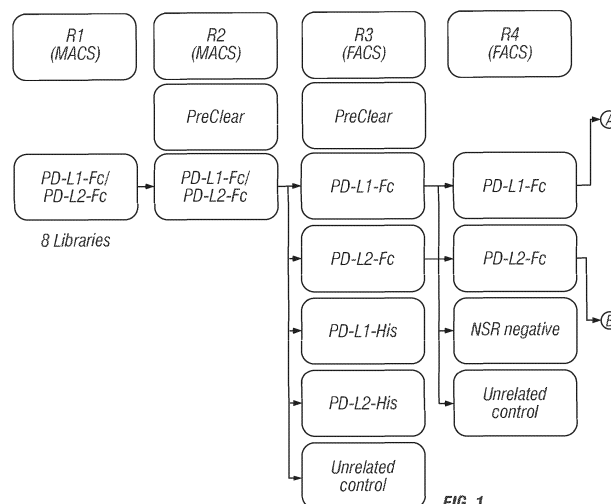 R1
(MACS)
R2
(MACS)
R3
(FACS)
R4
(FACS)
PreClear
PreClear
PD-L1-Fc/
PD-L2-Fc
PD-L1-Fc/
PD-L2-Fc
PD-L1-Fc
PD-L1-Fc
A
8 Libraries
PD-L2-Fc
PD-L2-Fc
B
PD-L1-His
NSR negative
PD-L2-His
Unrelated
control
Unrelated
control
FIG. 1